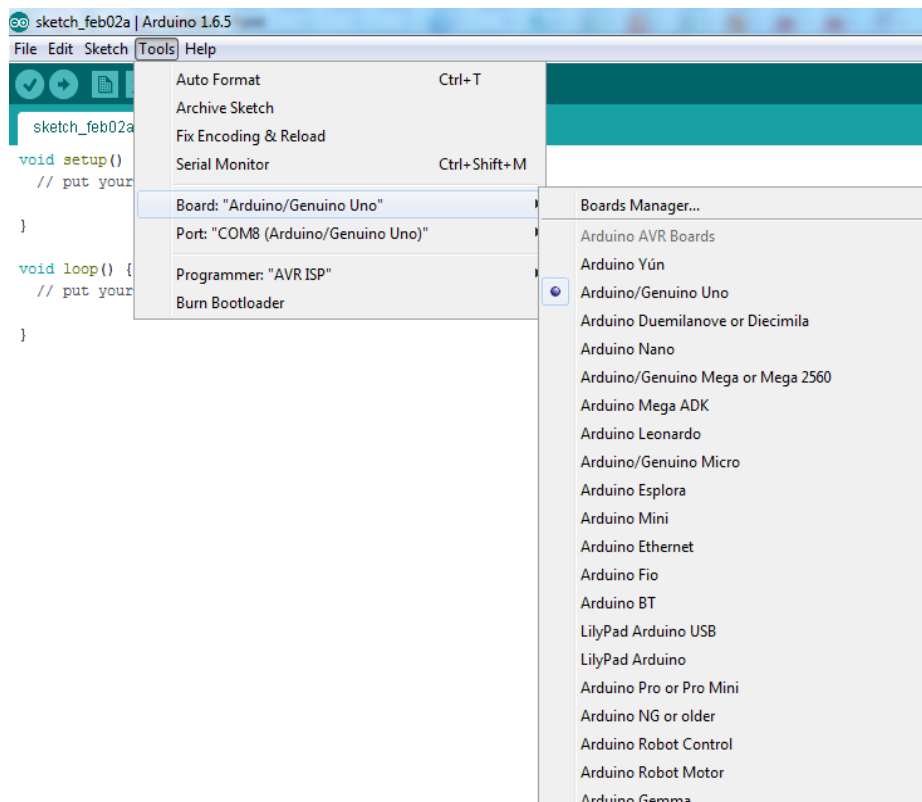 sketch_feb02a | Arduino 1.6.5
File Edit Sketch Tools Help
sketch_feb02a
void setup()
// put your
}
void loop() {
// put your
}
Auto Format Ctrl+T
Archive Sketch
Fix Encoding & Reload
Serial Monitor Ctrl+Shift+M
Board: "Arduino/Genuino Uno"
Port: "COM8 (Arduino/Genuino Uno)"
Programmer: "AVR ISP"
Burn Bootloader
Boards Manager...
Arduino AVR Boards
Arduino Yún
Arduino/Genuino Uno
Arduino Duemilanove or Diecimila
Arduino Nano
Arduino/Genuino Mega or Mega 2560
Arduino Mega ADK
Arduino Leonardo
Arduino/Genuino Micro
Arduino Esplora
Arduino Mini
Arduino Ethernet
Arduino Fio
Arduino BT
LilyPad Arduino USB
LilyPad Arduino
Arduino Pro or Pro Mini
Arduino NG or older
Arduino Robot Control
Arduino Robot Motor
Arduino Gemma